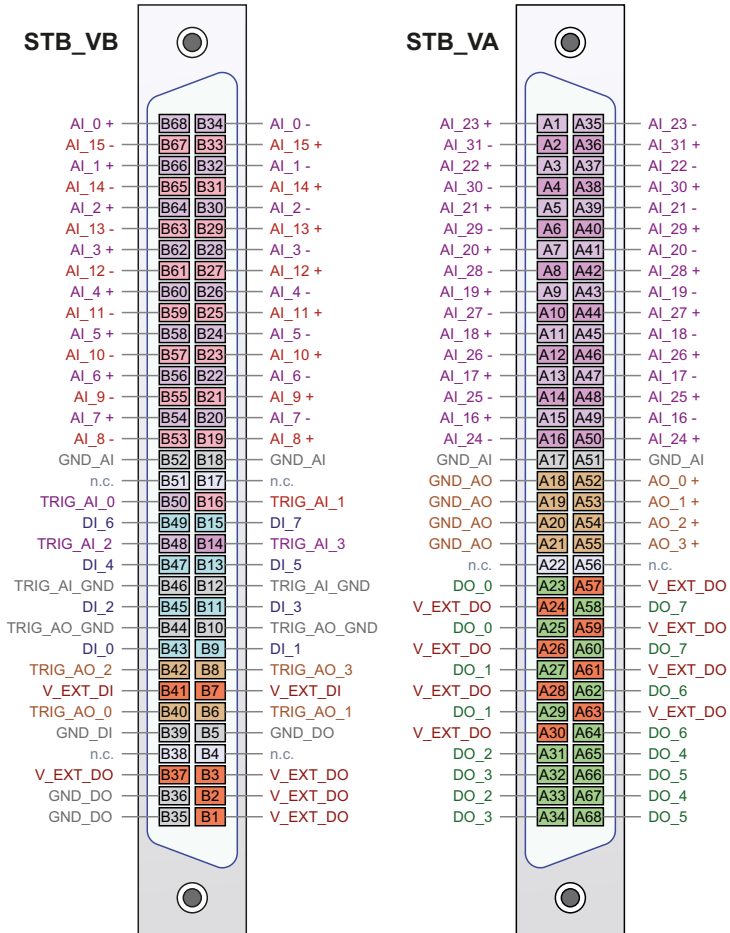 STB_VB STB_VA
AI_0 + B68 B34 AI_0 - AI_23 + A1 A35 AI_23 -
AI_15 - B67 B33 AI_15 + AI_31 - A2 A36 AI_31 +
AI_1 + B66 B32 AI_1 - AI_22 + A3 A37 AI_22 -
AI_14 - B65 B31 AI_14 + AI_30 - A4 A38 AI_30 +
AI_2 + B64 B30 AI_2 - AI_21 + A5 A39 AI_21 -
AI_13 - B63 B29 AI_13 + AI_29 - A6 A40 AI_29 +
AI_3 + B62 B28 AI_3 - AI_20 + A7 A41 AI_20 -
AI_12 - B61 B27 AI_12 + AI_28 - A8 A42 AI_28 +
AI_4 + B60 B26 AI_4 - AI_19 + A9 A43 AI_19 -
AI_11 - B59 B25 AI_11 + AI_27 - A10 A44 AI_27 +
AI_5 + B58 B24 AI_5 - AI_18 + A11 A45 AI_18 -
AI_10 - B57 B23 AI_10 + AI_26 - A12 A46 AI_26 +
AI_6 + B56 B22 AI_6 - AI_17 + A13 A47 AI_17 -
AI_9 - B55 B21 AI_9 + AI_25 - A14 A48 AI_25 +
AI_7 + B54 B20 AI_7 - AI_16 + A15 A49 AI_16 -
AI_8 - B53 B19 AI_8 + AI_24 - A16 A50 AI_24 +
GND_AI B52 B18 GND_AI GND_AI A17 A51 GND_AI
n.c. B51 B17 n.c. GND_AO A18 A52 AO_0 +
TRIG_AI_0 B50 B16 TRIG_AI_1 GND_AO A19 A53 AO_1 +
DI_6 B49 B15 DI_7 GND_AO A20 A54 AO_2 +
TRIG_AI_2 B48 B14 TRIG_AI_3 GND_AO A21 A55 AO_3 +
DI_4 B47 B13 DI_5 n.c. A22 A56 n.c.
TRIG_AI_GND B46 B12 TRIG_AI_GND DO_0 A23 A57 V_EXT_DO
DI_2 B45 B11 DI_3 V_EXT_DO A24 A58 DO_7
TRIG_AO_GND B44 B10 TRIG_AO_GND DO_0 A25 A59 V_EXT_DO
DI_0 B43 B9 DI_1 V_EXT_DO A26 A60 DO_7
TRIG_AO_2 B42 B8 TRIG_AO_3 DO_1 A27 A61 V_EXT_DO
V_EXT_DI B41 B7 V_EXT_DI V_EXT_DO A28 A62 DO_6
TRIG_AO_0 B40 B6 TRIG_AO_1 DO_1 A29 A63 V_EXT_DO
GND_DI B39 B5 GND_DO V_EXT_DO A30 A64 DO_6
n.c. B38 B4 n.c. DO_2 A31 A65 DO_4
V_EXT_DO B37 B3 V_EXT_DO DO_3 A32 A66 DO_5
GND_DO B36 B2 V_EXT_DO DO_2 A33 A67 DO_4
GND_DO B35 B1 V_EXT_DO DO_3 A34 A68 DO_5